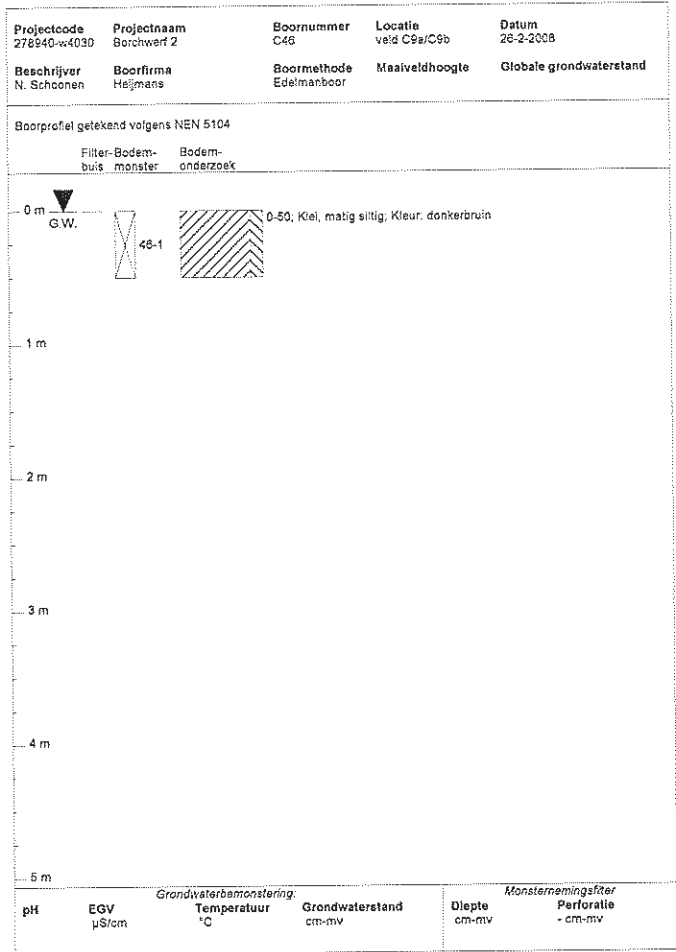 Projectcode Projectnaam Boornummer Locatie Datum
278940-w4030 Borchwerf 2 C46 veld C9a/C9b 26-2-2008
Beschrijver Boorfirma Boormethode Maaiveldhoogte Globale grondwaterstand
N. Schoonen Heijmans Edelmanboor
Boorprofiel getekend volgens NEN 5104
Filter- Bodem- Bodem-
buis monster onderzoek
0 m 0-50; Klei, matig siltig; Kleur: donkerbruin
G.W.
46-1
1 m
2 m
3 m
4 m
5 m
Grondwaterbemonstering: Monsternemingsfilter
pH EGV Temperatuur Grondwaterstand Diepte Perforatie
µS/cm °C cm-mv cm-mv - cm-mv